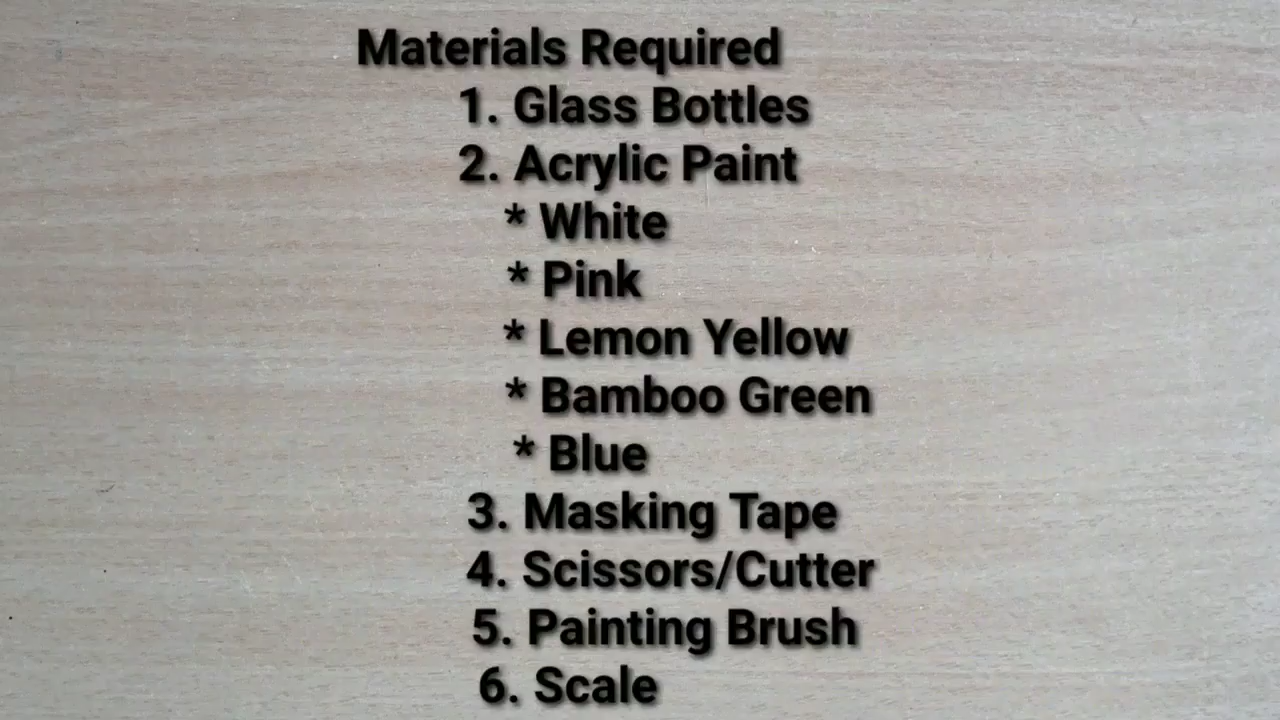 Materials Required
1. Glass Bottles
2. Acrylic Paint
* White
* Pink
* Lemon Yellow
* Bamboo Green
* Blue
3. Masking Tape
4. Scissors/Cutter
5. Painting Brush
6. Scale